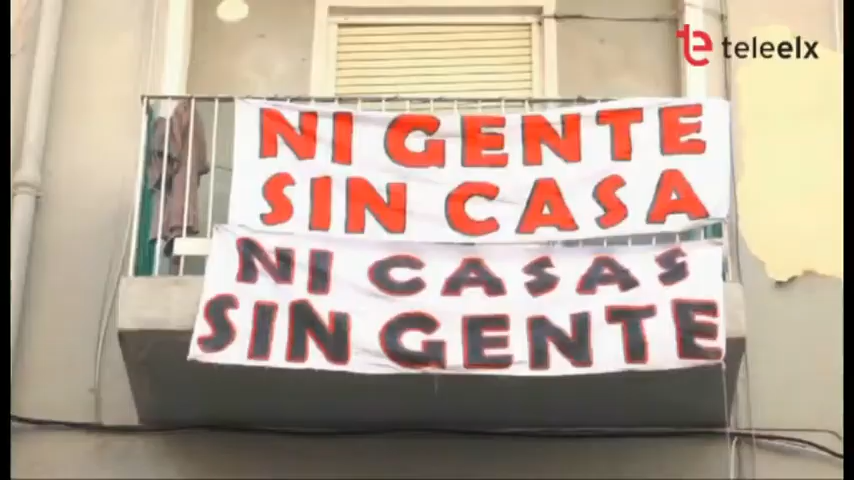 teleelx
NI GENTE
SIN CASA
NI CASAS
SIN GENTE